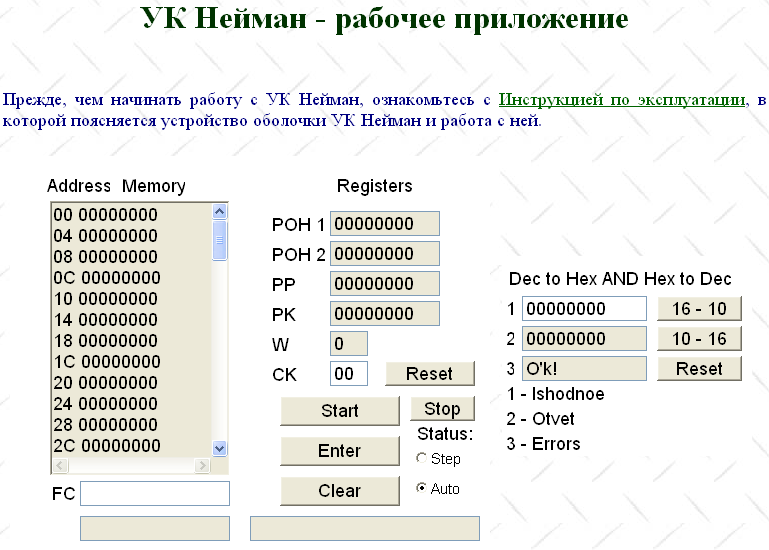 УК Нейман - рабочее приложение
Прежде, чем начинать работу с УК Нейман, ознакомьтесь с Инструкцией по эксплуатации, в
которой поясняется устройство оболочки УК Нейман и работа с ней.
Address Memory
00 00000000
04 00000000
08 00000000
0C 00000000
10 00000000
14 00000000
18 00000000
1C 00000000
20 00000000
24 00000000
28 00000000
2C 00000000
FC
Registers
РОН 1 00000000
РОН 2 00000000
РР 00000000
РК 00000000
W 0
СК 00 Reset
Start Stop
Enter
Clear
Status:
Step
Auto
Dec to Hex AND Hex to Dec
1 00000000 16 - 10
2 00000000 10 - 16
3 O'k! Reset
1 - Ishodnoe
2 - Otvet
3 - Errors